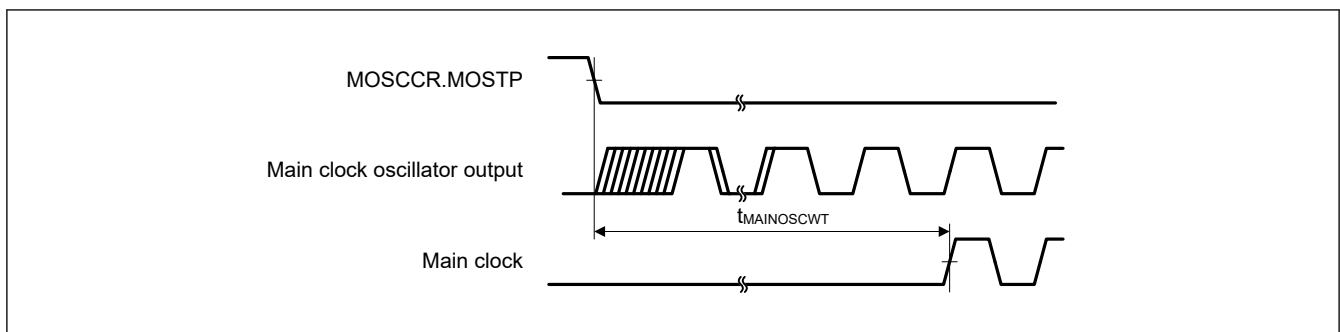 MOSCCR.MOSTP
Main clock oscillator output
tMAINOSCWT
Main clock